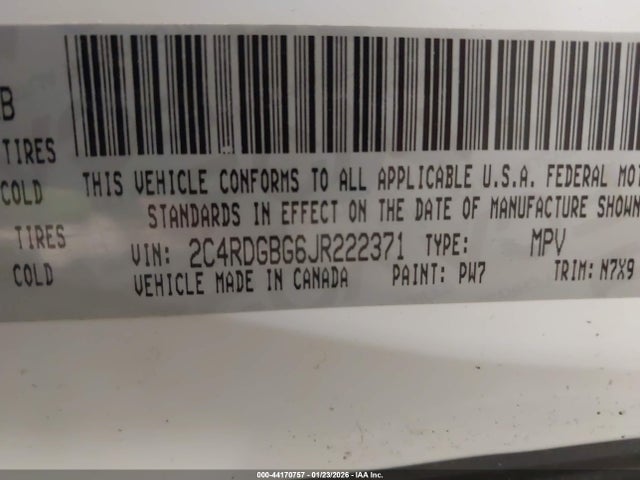 B
TIRES
COLD
TIRES
COLD
THIS VEHICLE CONFORMS TO ALL APPLICABLE U.S.A. FEDERAL MOT
STANDARDS IN EFFECT ON THE DATE OF MANUFACTURE SHOWN
VIN: 2C4RDGBG6JR222371 TYPE: MPV
VEHICLE MADE IN CANADA PAINT: PW7 TRIM: N7X9
000-44170757 - 01/23/2026 - IAA Inc.